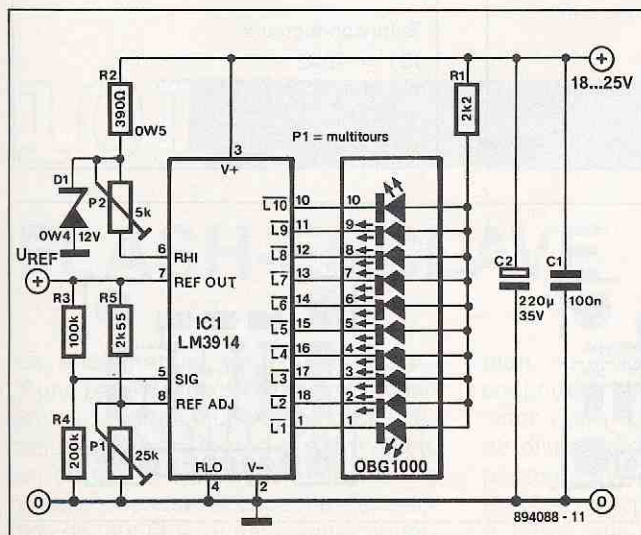 R2
390Ω
0W5
R1
2k2
18...25V
P1 = multitours
3
V+
D1
P2
5k
0W4
12V
UREF
6
RHI
7
REF OUT
R3
100k
R5
2k55
IC1
LM3914
5
SIG
8
REF ADJ
R4
200k
P1
25k
RLO
V–
4
2
L10 10
L9 11
L8 12
L7 13
L6 14
L5 15
L4 16
L3 17
L2 18
L1 1
10
9
8
7
6
5
4
3
2
1
OBG1000
C2
220µ
35V
C1
100n
0
0
894088 - 11